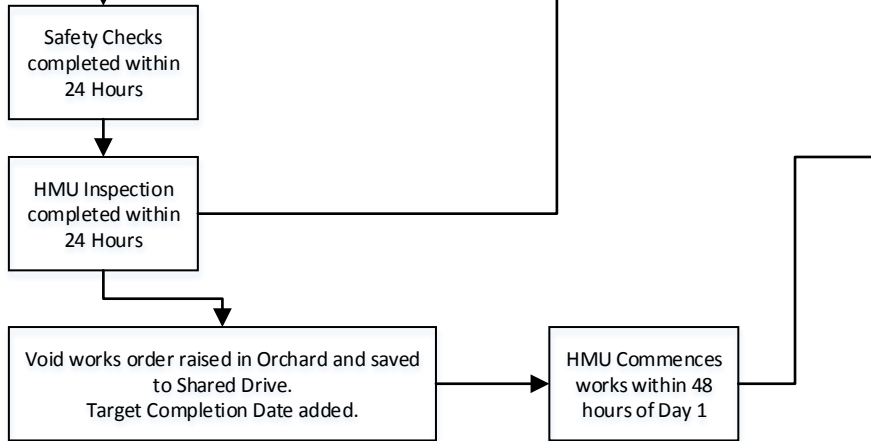 Safety Checks
completed within
24 Hours
HMU Inspection
completed within
24 Hours
Void works order raised in Orchard and saved
to Shared Drive.
Target Completion Date added.
HMU Commences
works within 48
hours of Day 1